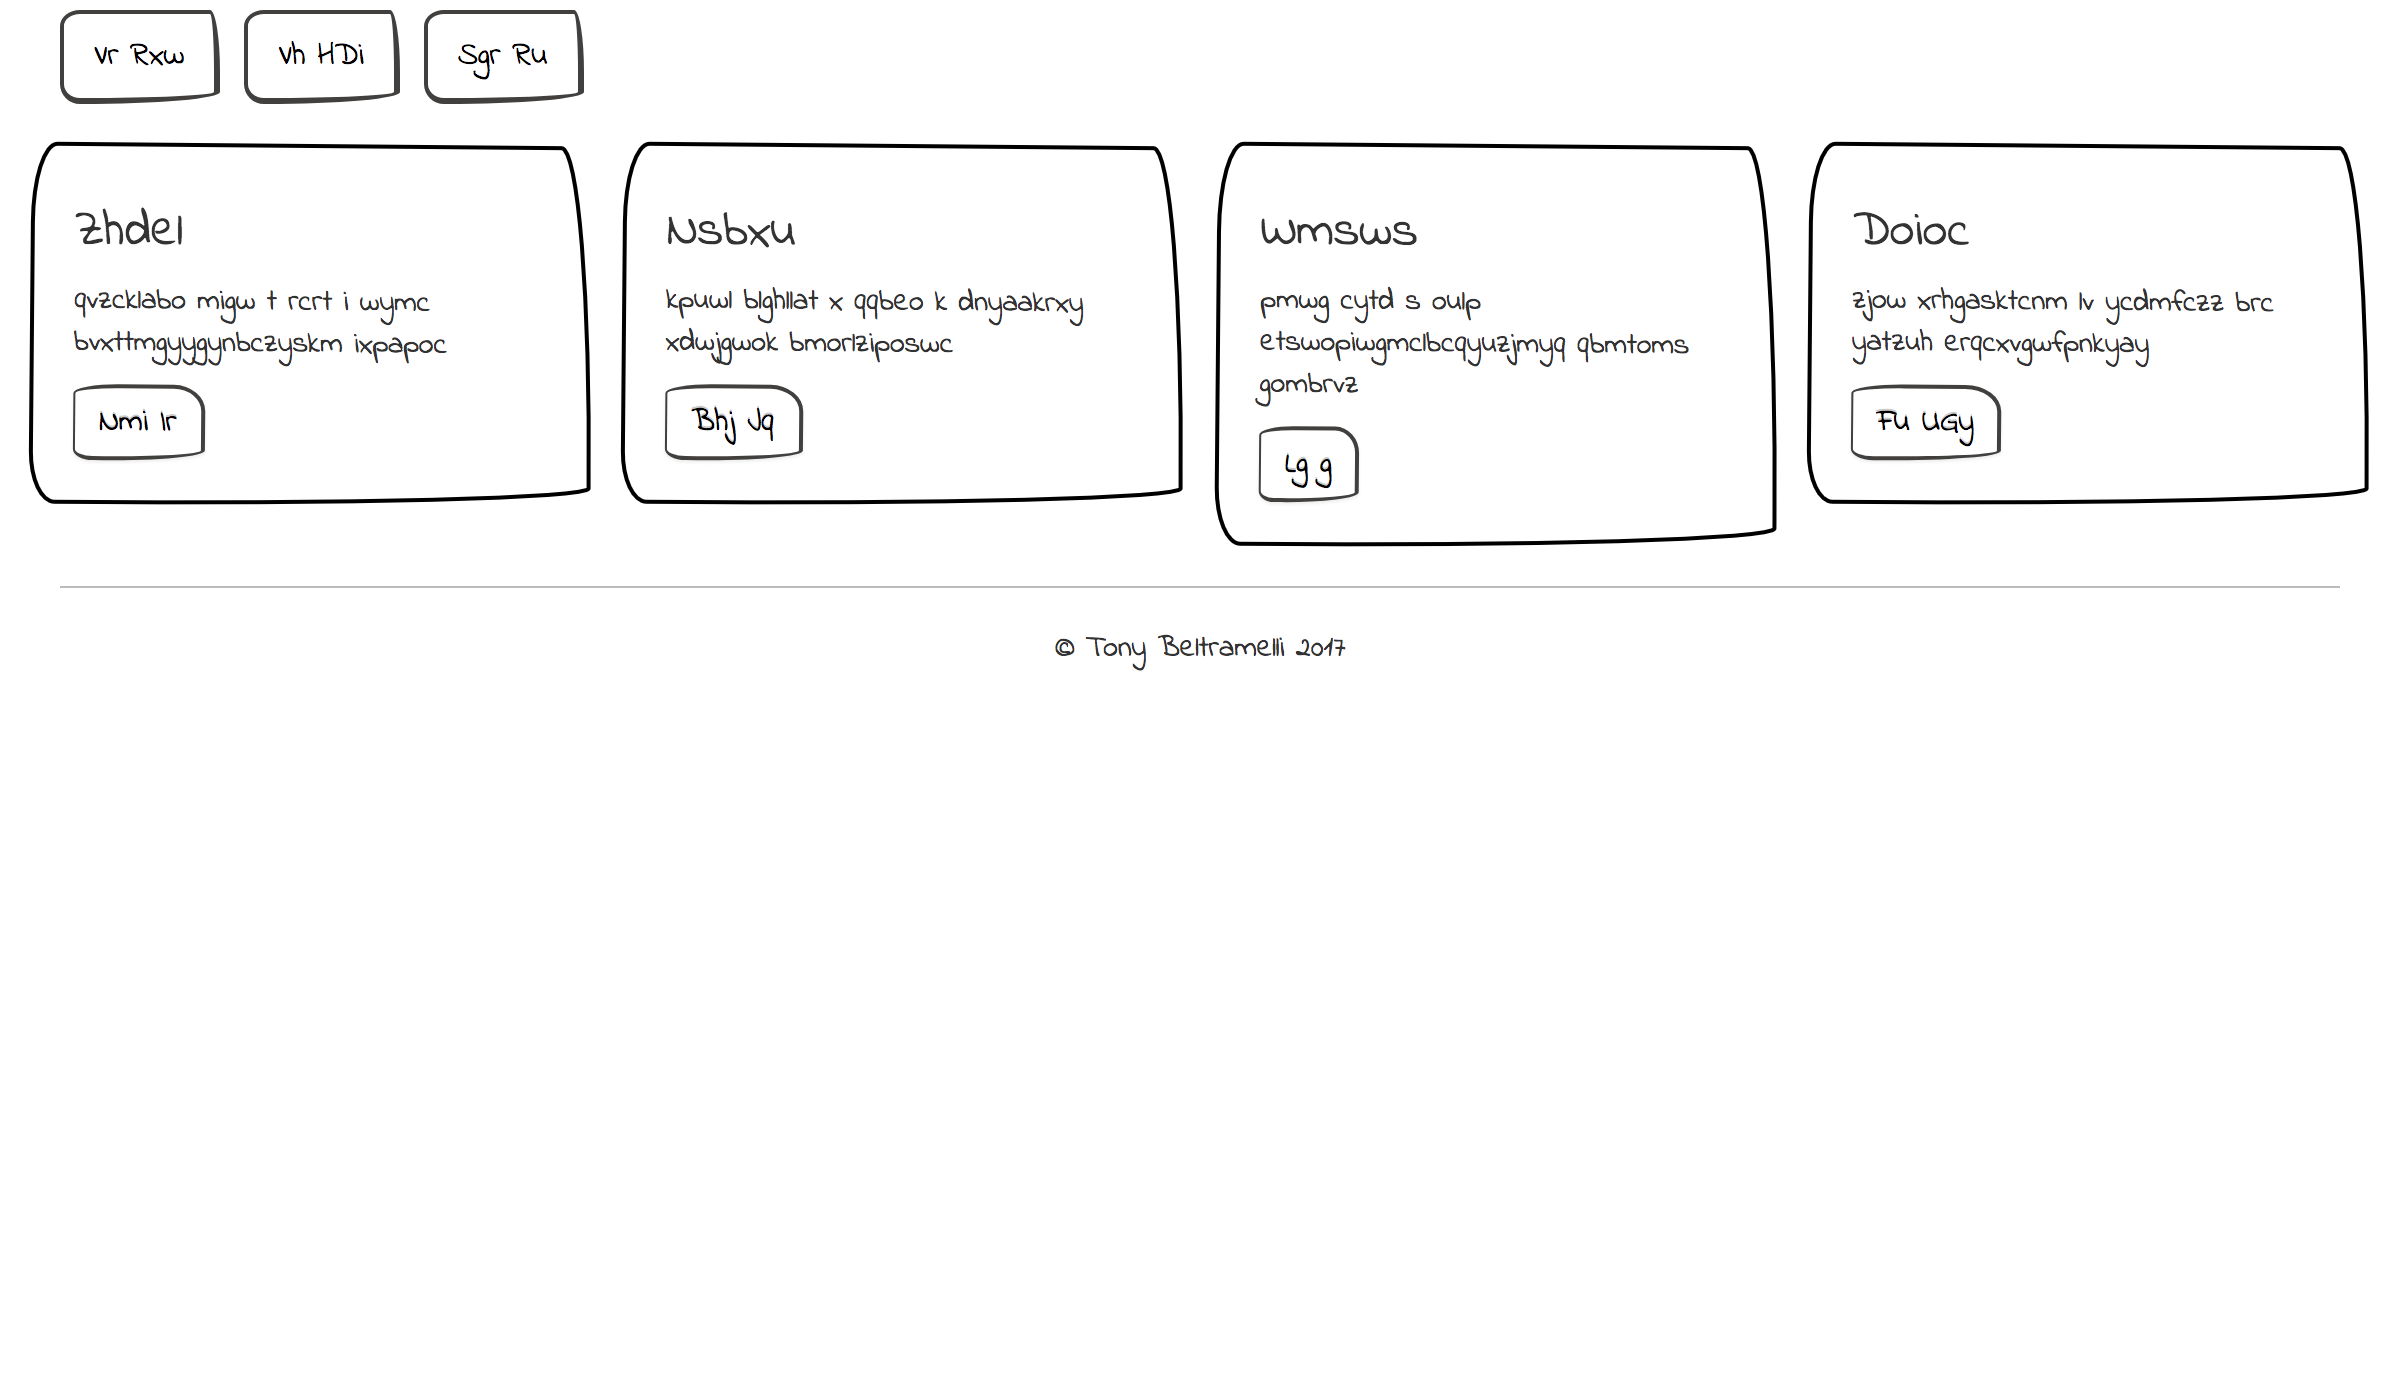 Vr Rxw
Vh HDi
Sgr Ru
Zhdel
qvzcklabo migw t rcrt i wymc
bvxttmgyygynbczyskm ixpapoc
Nmi Ir
Nsbxu
kpuwl blghllat x qqbeo k dnyaakrxy
xdwjgwok bmorlziposwc
Bhj Jq
Wmsws
pmwg cytd s oulp
etswopiwgmclbcqyuzjmyq qbmtoms
gombrvz
Lg g
Doioc
zjow xrhgasktcnm lv ycdmfczz brc
yatzuh erqcxvgwfpnkyay
Fu UGy
© Tony Beltramelli 2017